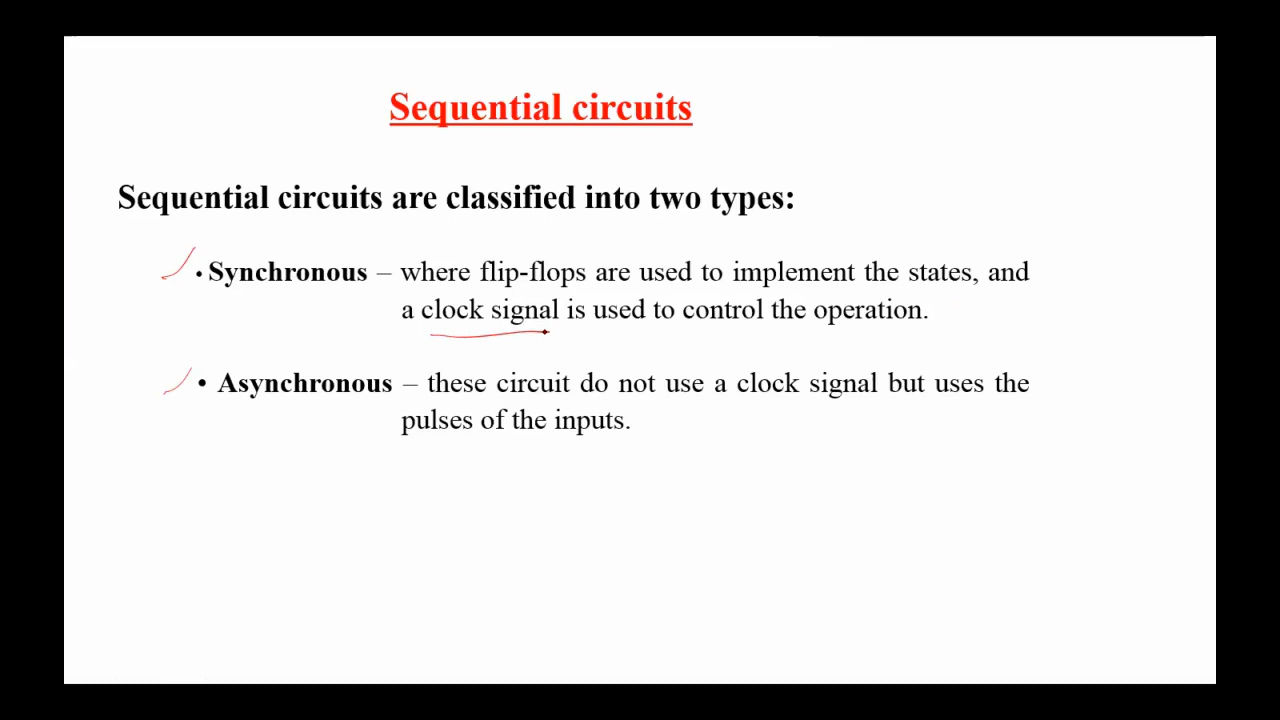 Sequential circuits
Sequential circuits are classified into two types:
• Synchronous – where flip-flops are used to implement the states, and
a clock signal is used to control the operation.
• Asynchronous – these circuit do not use a clock signal but uses the
pulses of the inputs.